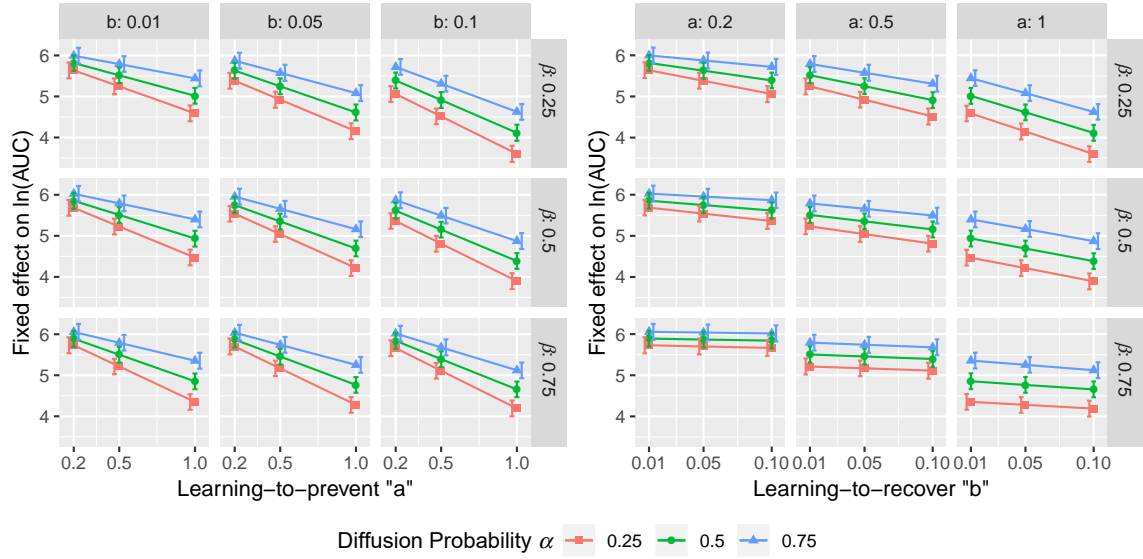 b: 0.01 b: 0.05 b: 0.1
Fixed effect on ln(AUC)
6
5
4
β: 0.25
6
5
4
β: 0.5
6
5
4
β: 0.75
0.2 0.5 1.0 0.2 0.5 1.0 0.2 0.5 1.0
Learning-to-prevent "a"
a: 0.2 a: 0.5 a: 1
Fixed effect on ln(AUC)
6
5
4
β: 0.25
6
5
4
β: 0.5
6
5
4
β: 0.75
0.01 0.05 0.10 0.01 0.05 0.10 0.01 0.05 0.10
Learning-to-recover "b"
Diffusion Probability α 0.25 0.5 0.75